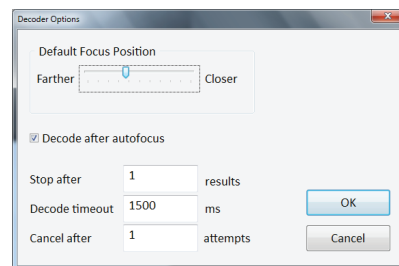 Decoder Options
Default Focus Position
Farther Closer
Decode after autofocus
Stop after 1 results
Decode timeout 1500 ms
OK
Cancel after 1 attempts
Cancel